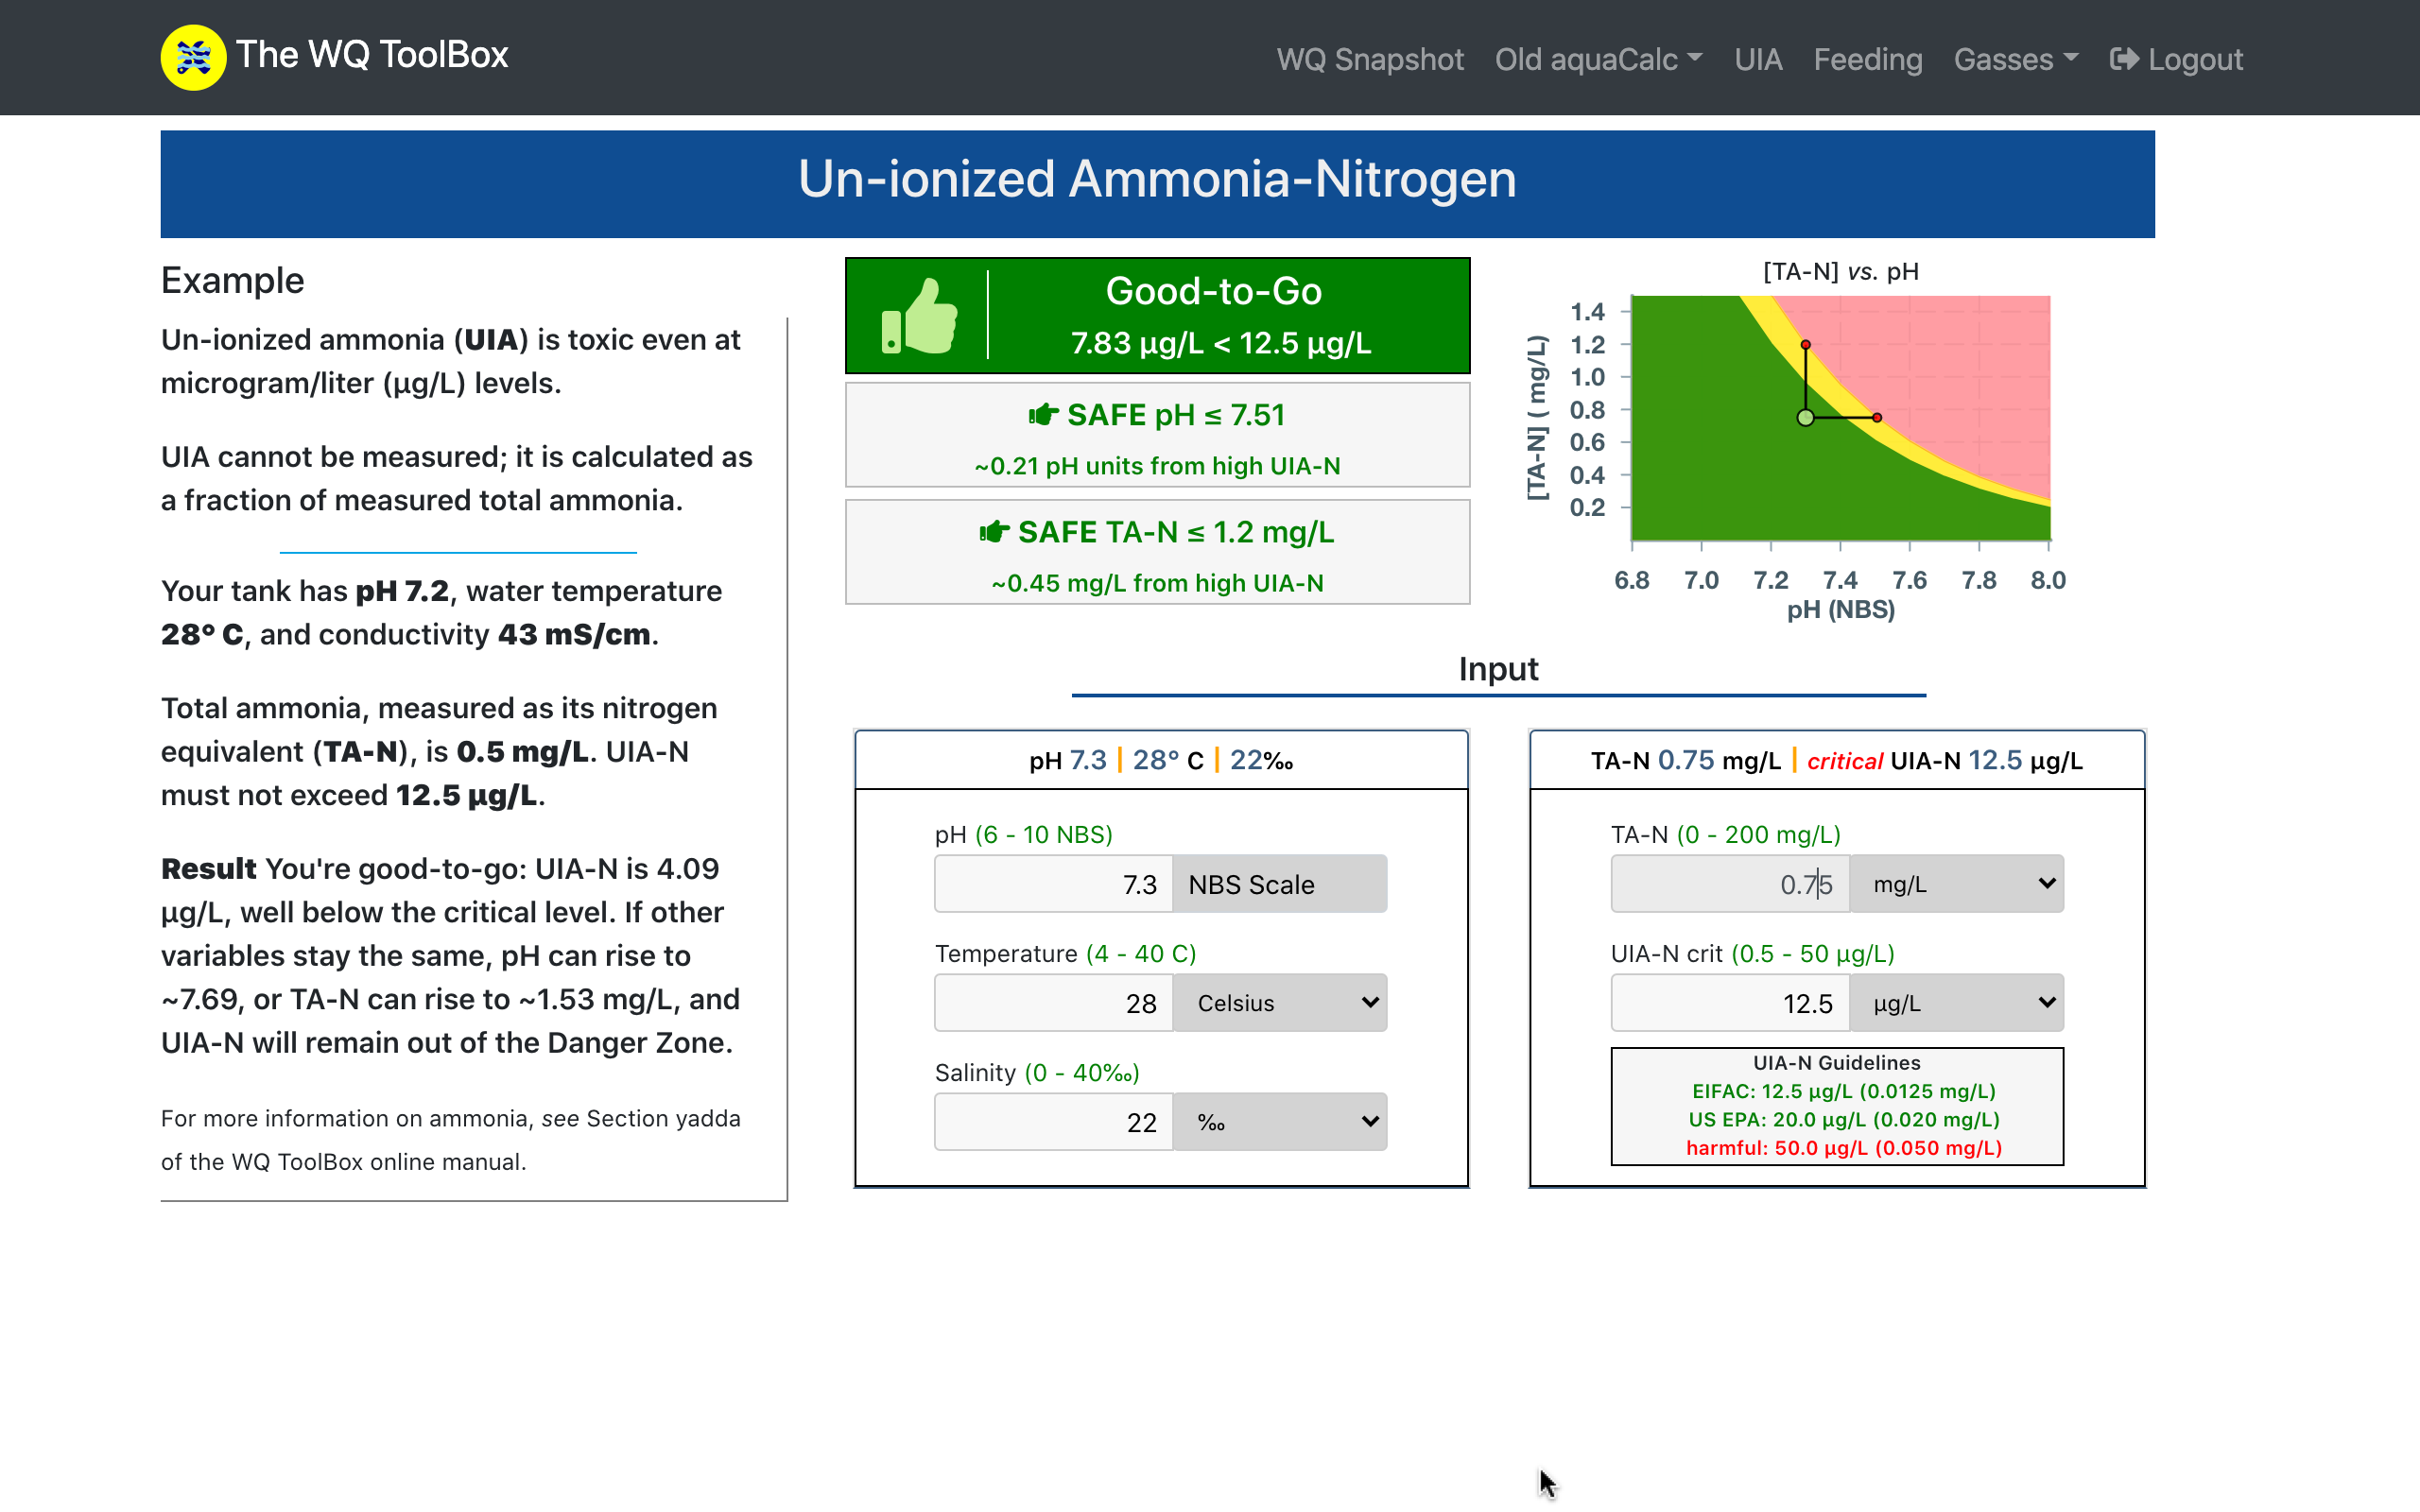 The WQ ToolBox
WQ Snapshot Old aquaCalc UIA Feeding Gasses Logout
Un-ionized Ammonia-Nitrogen
Example
Un-ionized ammonia (UIA) is toxic even at
microgram/liter (µg/L) levels.
UIA cannot be measured; it is calculated as
a fraction of measured total ammonia.
Your tank has pH 7.2, water temperature
28° C, and conductivity 43 mS/cm.
Total ammonia, measured as its nitrogen
equivalent (TA-N), is 0.5 mg/L. UIA-N
must not exceed 12.5 µg/L.
Result You're good-to-go: UIA-N is 4.09
µg/L, well below the critical level. If other
variables stay the same, pH can rise to
~7.69, or TA-N can rise to ~1.53 mg/L, and
UIA-N will remain out of the Danger Zone.
For more information on ammonia, see Section yadda
of the WQ ToolBox online manual.
Good-to-Go
7.83 µg/L < 12.5 µg/L
SAFE pH ≤ 7.51
~0.21 pH units from high UIA-N
SAFE TA-N ≤ 1.2 mg/L
~0.45 mg/L from high UIA-N
[TA-N] vs. pH
[TA-N] ( mg/L)
1.4
1.2
1.0
0.8
0.6
0.4
0.2
6.8 7.0 7.2 7.4 7.6 7.8 8.0
pH (NBS)
Input
pH 7.3 | 28° C | 22‰
pH (6 - 10 NBS)
7.3 NBS Scale
Temperature (4 - 40 C)
28 Celsius
Salinity (0 - 40‰)
22 ‰
TA-N 0.75 mg/L | critical UIA-N 12.5 µg/L
TA-N (0 - 200 mg/L)
0.75 mg/L
UIA-N crit (0.5 - 50 µg/L)
12.5 µg/L
UIA-N Guidelines
EIFAC: 12.5 µg/L (0.0125 mg/L)
US EPA: 20.0 µg/L (0.020 mg/L)
harmful: 50.0 µg/L (0.050 mg/L)